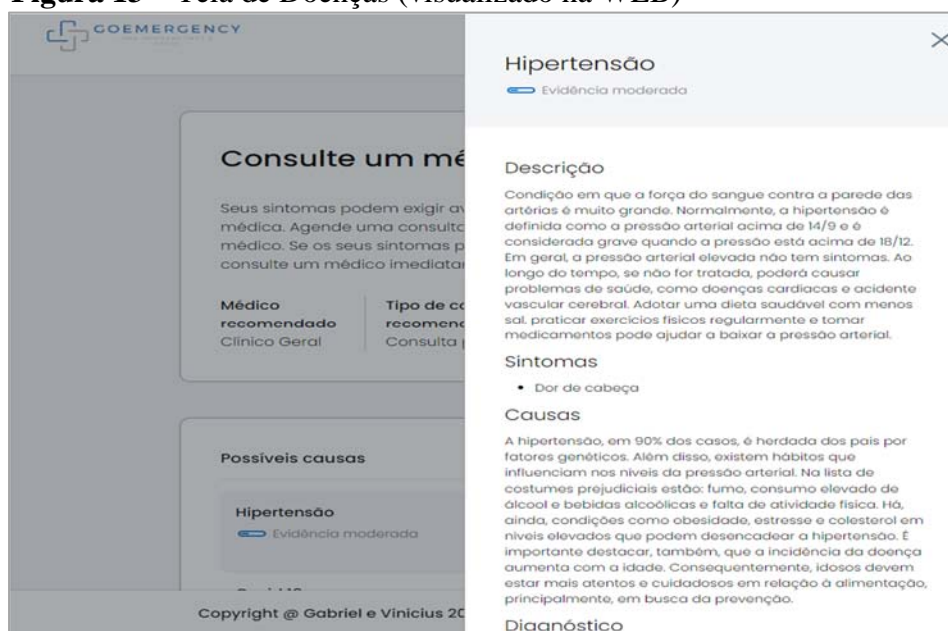 Figura 15 – Tela de Doenças (visualizado na WEB)
GOEMERGENCY
Consulte um mé
Seus sintomas podem exigir av
médica. Agende uma consulta
médico. Se os seus sintomas p
consulte um médico imediatar
Médico
recomendado
Clínico Geral
Tipo de co
recomend
Consulta p
Possíveis causas
Hipertensão
Evidência moderada
Copyright @ Gabriel e Vinicius 20
Hipertensão
Evidência moderada
Descrição
Condição em que a força do sangue contra a parede das
artérias é muito grande. Normalmente, a hipertensão é
definida como a pressão arterial acima de 14/9 e é
considerada grave quando a pressão está acima de 18/12.
Em geral, a pressão arterial elevada não tem sintomas. Ao
longo do tempo, se não for tratada, poderá causar
problemas de saúde, como doenças cardíacas e acidente
vascular cerebral. Adotar uma dieta saudável com menos
sal, praticar exercícios físicos regularmente e tomar
medicamentos pode ajudar a baixar a pressão arterial.
Sintomas
• Dor de cabeça
Causas
A hipertensão, em 90% dos casos, é herdada dos pais por
fatores genéticos. Além disso, existem hábitos que
influenciam nos níveis da pressão arterial. Na lista de
costumes prejudiciais estão: fumo, consumo elevado de
álcool e bebidas alcoólicas e falta de atividade física. Há,
ainda, condições como obesidade, estresse e colesterol em
níveis elevados que podem desencadear a hipertensão. É
importante destacar, também, que a incidência da doença
aumenta com a idade. Consequentemente, idosos devem
estar mais atentos e cuidadosos em relação à alimentação,
principalmente, em busca da prevenção.
Diagnóstico